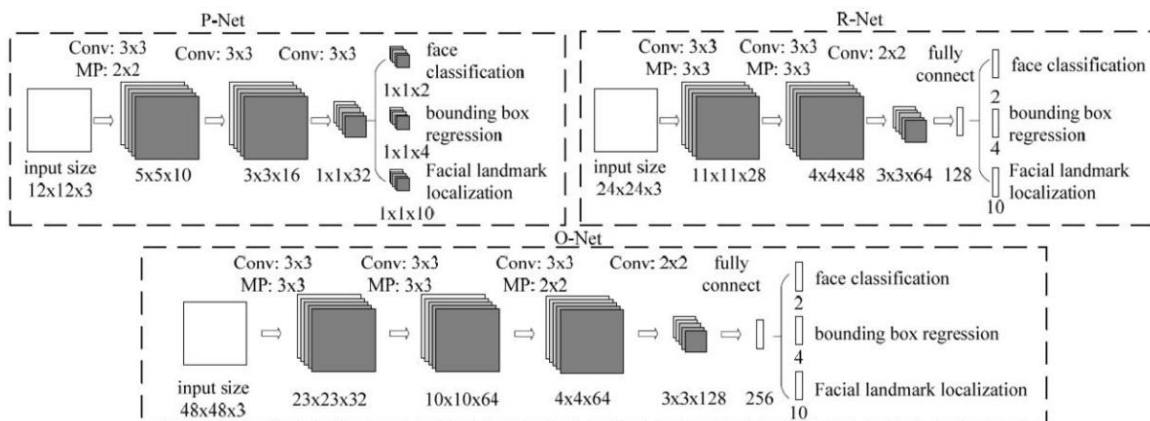 P-Net
Conv: 3x3
MP: 2x2
Conv: 3x3
Conv: 3x3
face
classification
1x1x2
bounding box
regression
1x1x4
Facial landmark
localization
1x1x10
input size
12x12x3
5x5x10
3x3x16
1x1x32
R-Net
Conv: 3x3
MP: 3x3
Conv: 3x3
MP: 3x3
Conv: 2x2
fully
connect
face classification
2
bounding box
regression
4
Facial landmark
localization
10
input size
24x24x3
11x11x28
4x4x48
3x3x64
128
O-Net
Conv: 3x3
MP: 3x3
Conv: 3x3
MP: 3x3
Conv: 3x3
MP: 2x2
Conv: 2x2
fully
connect
face classification
2
bounding box regression
4
Facial landmark localization
10
input size
48x48x3
23x23x32
10x10x64
4x4x64
3x3x128
256